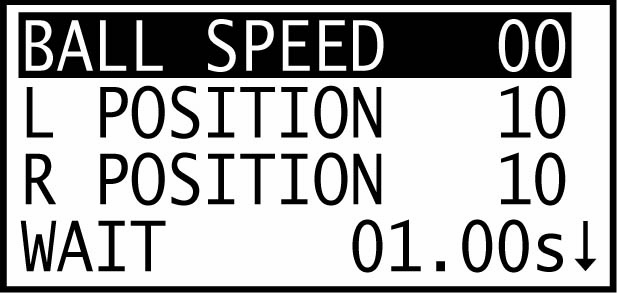 BALL SPEED 00
L POSITION 10
R POSITION 10
WAIT 01.00s↓